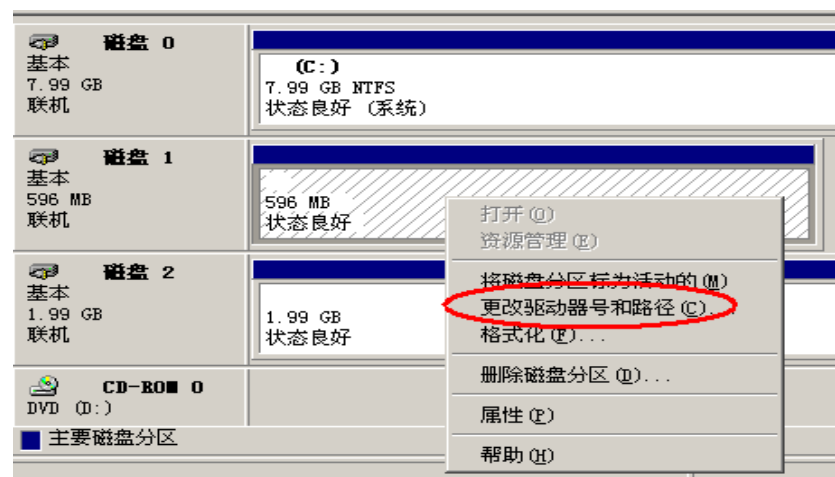 磁盘 0
基本
7.99 GB
联机
(C:)
7.99 GB NTFS
状态良好 (系统)
磁盘 1
基本
596 MB
联机
596 MB
状态良好
磁盘 2
基本
1.99 GB
联机
1.99 GB
状态良好
CD-ROM 0
DVD (D:)
主要磁盘分区
打开(O)
资源管理(E)
将磁盘分区标为活动的(M)
更改驱动器号和路径(C)...
格式化(F)...
删除磁盘分区(D)...
属性(P)
帮助(H)